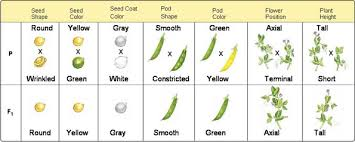 Seed Shape Seed Color Seed Coat Color Pod Shape Pod Color Flower Position Plant Height
P Round Yellow Gray Smooth Green Axial Tall
X X X X X X X
Wrinkled Green White Constricted Yellow Terminal Short
F1 Round Yellow Gray Smooth Green Axial Tall